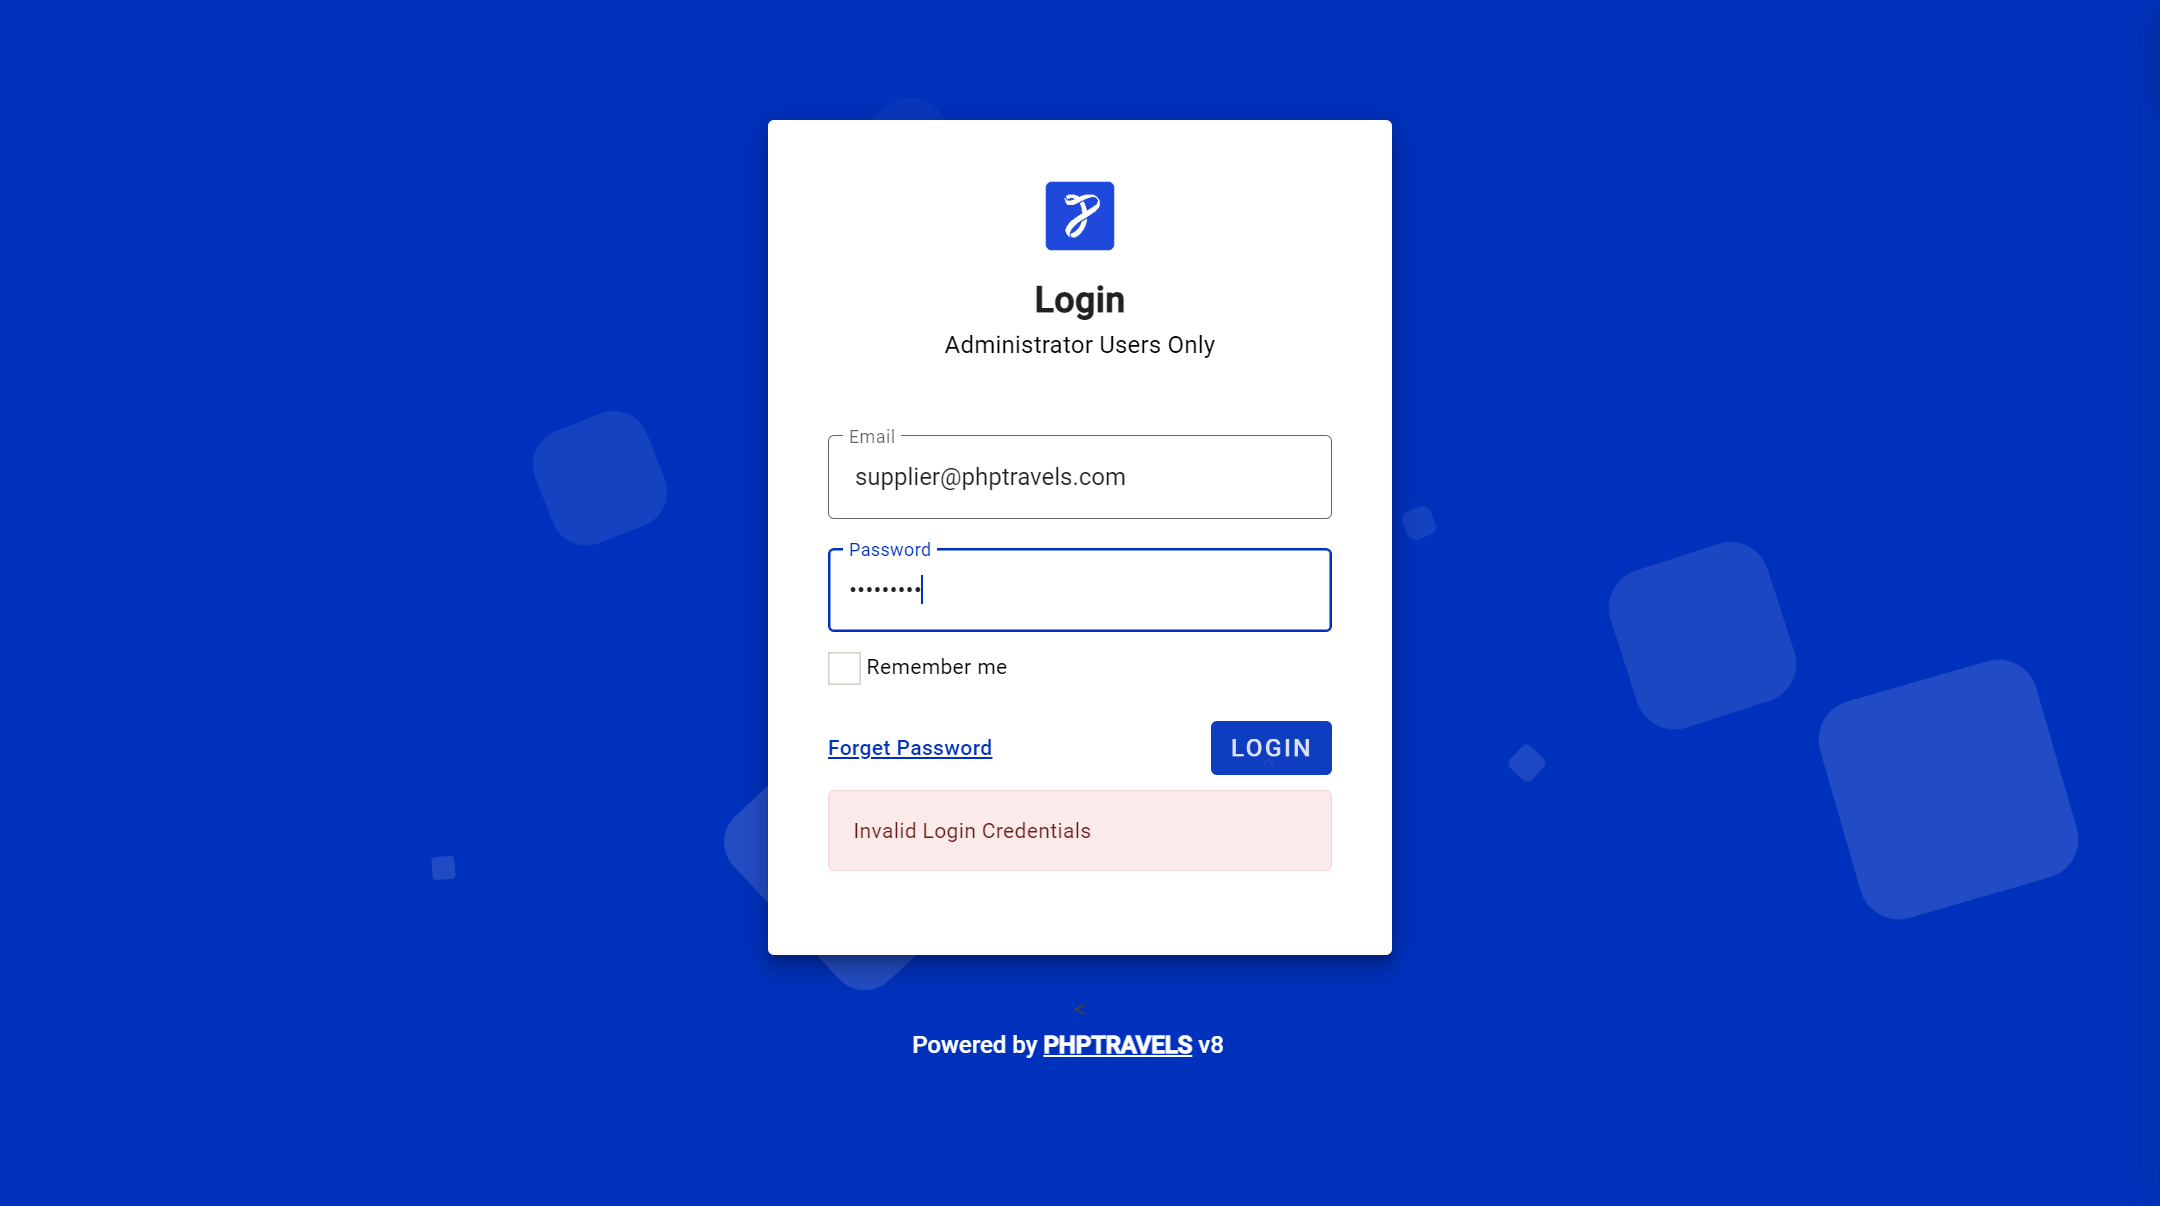 Login
Administrator Users Only
Email
supplier@phptravels.com
Password
•••••••••
Remember me
Forget Password
LOGIN
Invalid Login Credentials
<
Powered by PHPTRAVELS v8